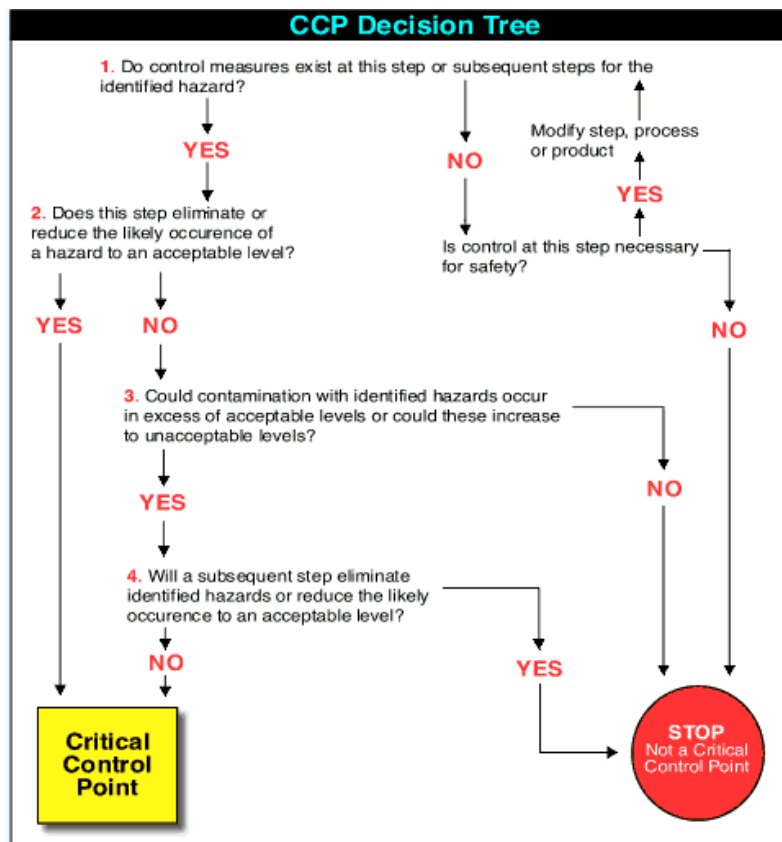 CCP Decision Tree
1. Do control measures exist at this step or subsequent steps for the
identified hazard?
YES
NO
Modify step, process
or product
YES
Is control at this step necessary
for safety?
NO
2. Does this step eliminate or
reduce the likely occurence of
a hazard to an acceptable level?
YES
NO
3. Could contamination with identified hazards occur
in excess of acceptable levels or could these increase
to unacceptable levels?
NO
YES
4. Will a subsequent step eliminate
identified hazards or reduce the likely
occurence to an acceptable level?
YES
NO
Critical
Control
Point
STOP
Not a Critical
Control Point